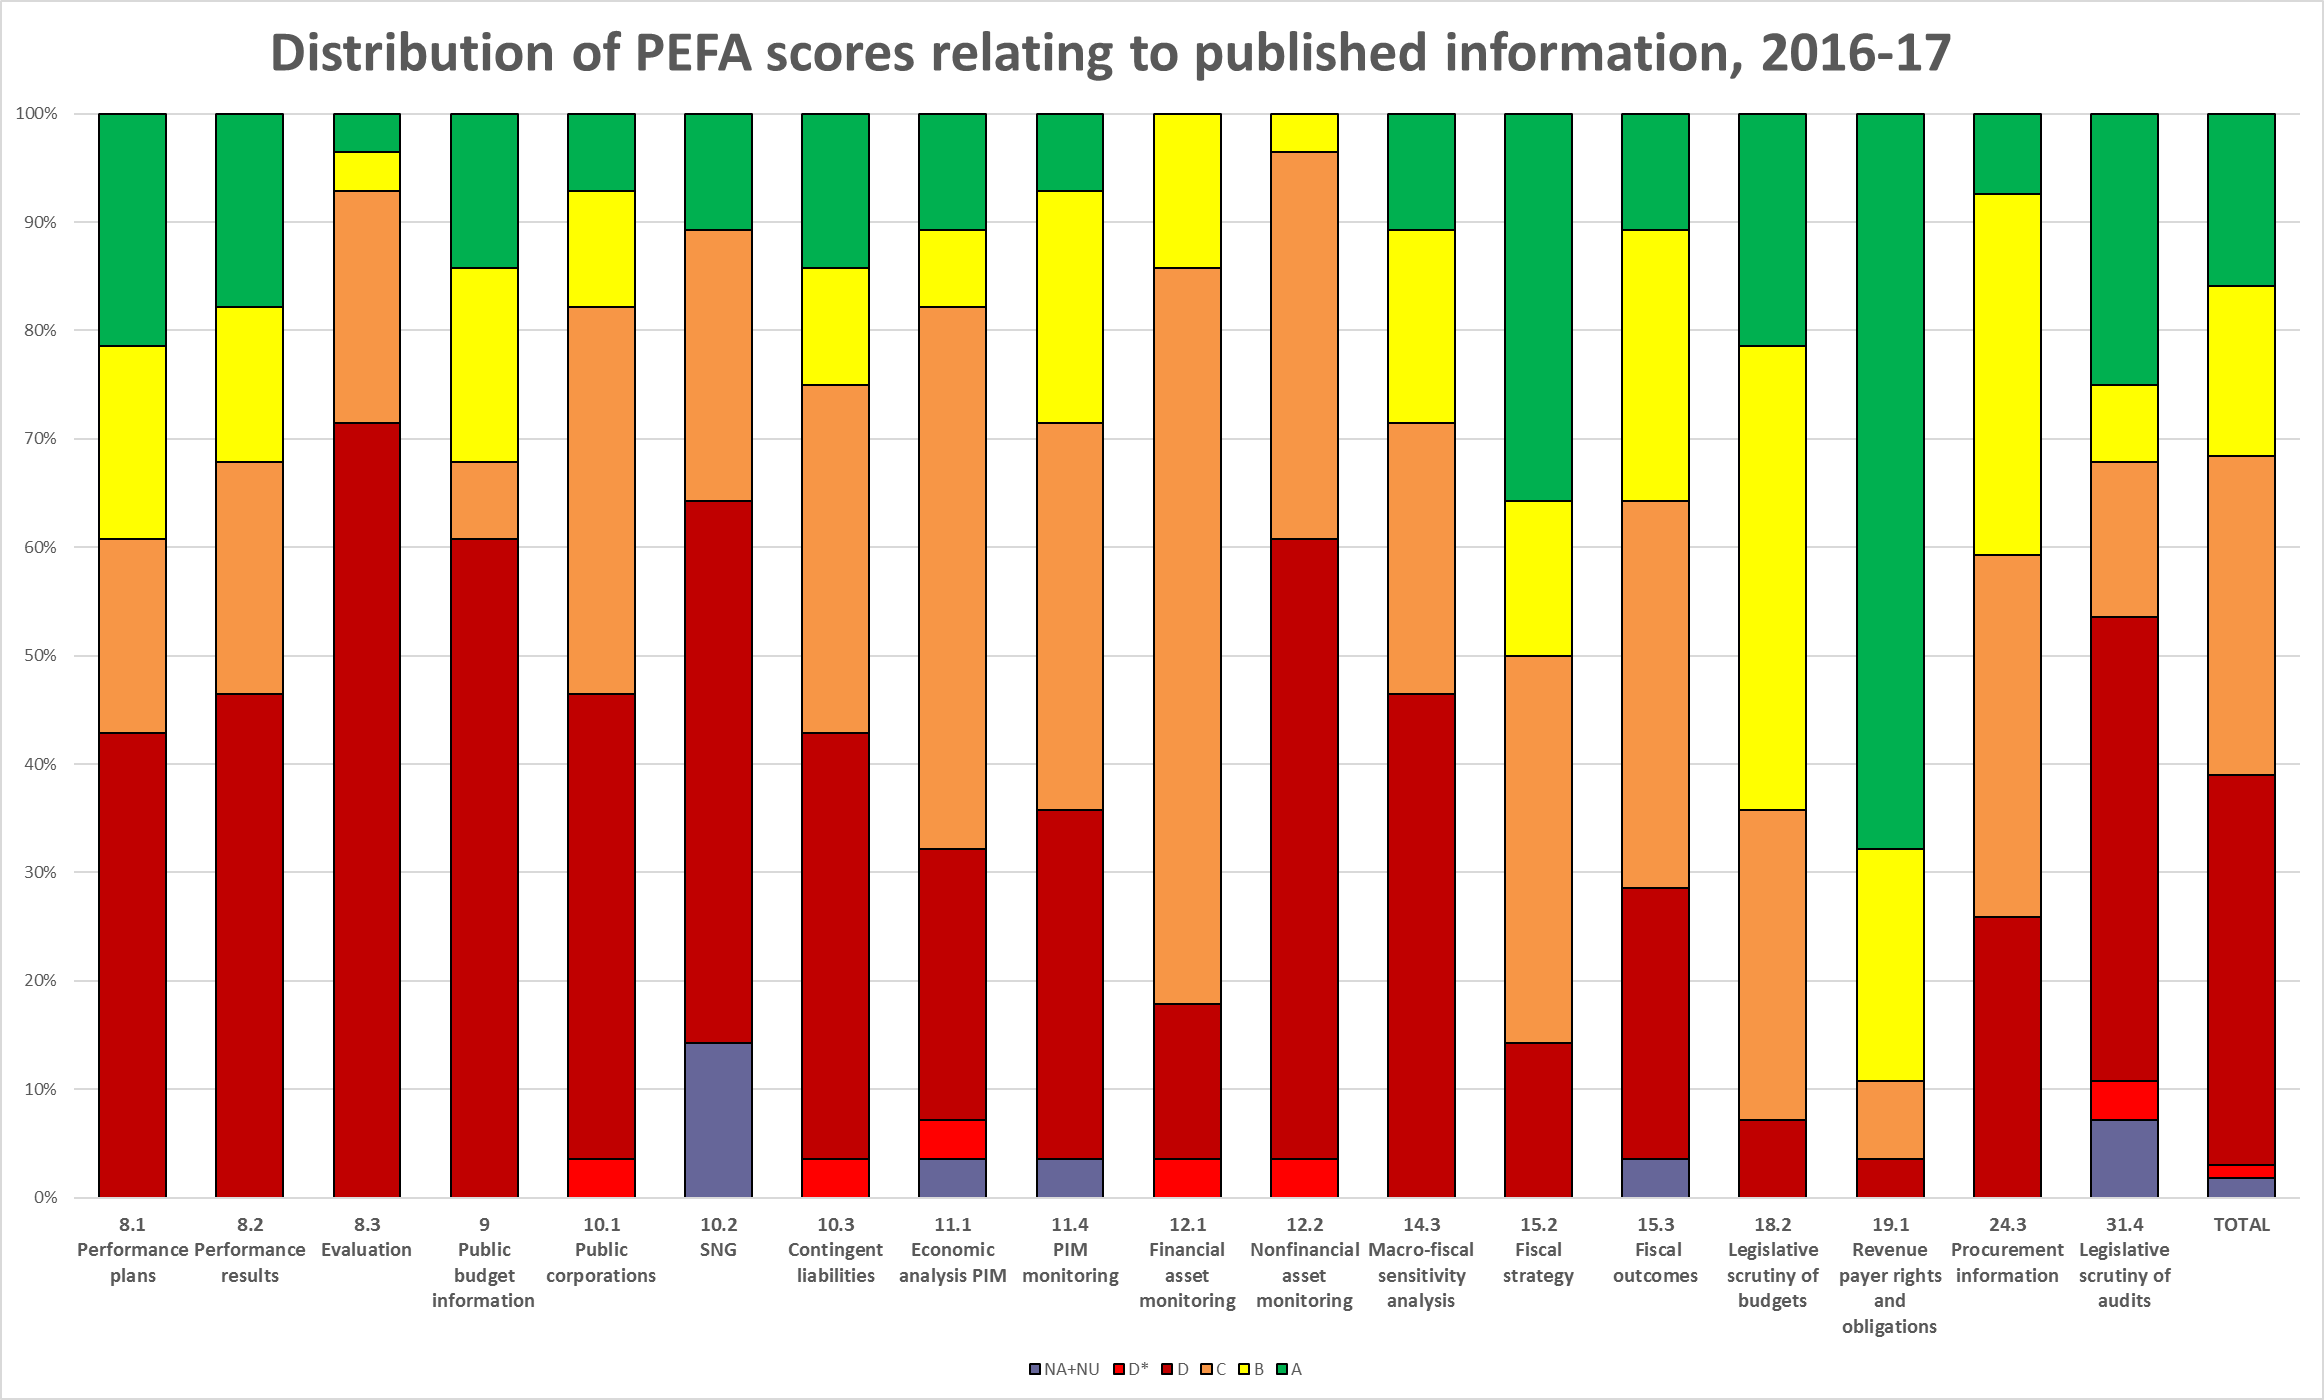 Distribution of PEFA scores relating to published information, 2016-17
100%
90%
80%
70%
60%
50%
40%
30%
20%
10%
0%
8.1
Performance
plans
8.2
Performance
results
8.3
Evaluation
9
Public
budget
information
10.1
Public
corporations
10.2
SNG
10.3
Contingent
liabilities
11.1
Economic
analysis PIM
11.4
PIM
monitoring
12.1
Financial
asset
monitoring
12.2
Nonfinancial
asset
monitoring
14.3
Macro-fiscal
sensitivity
analysis
15.2
Fiscal
strategy
15.3
Fiscal
outcomes
18.2
Legislative
scrutiny of
budgets
19.1
Revenue
payer rights
and
obligations
24.3
Procurement
information
31.4
Legislative
scrutiny of
audits
TOTAL
NA+NU D* D C B A